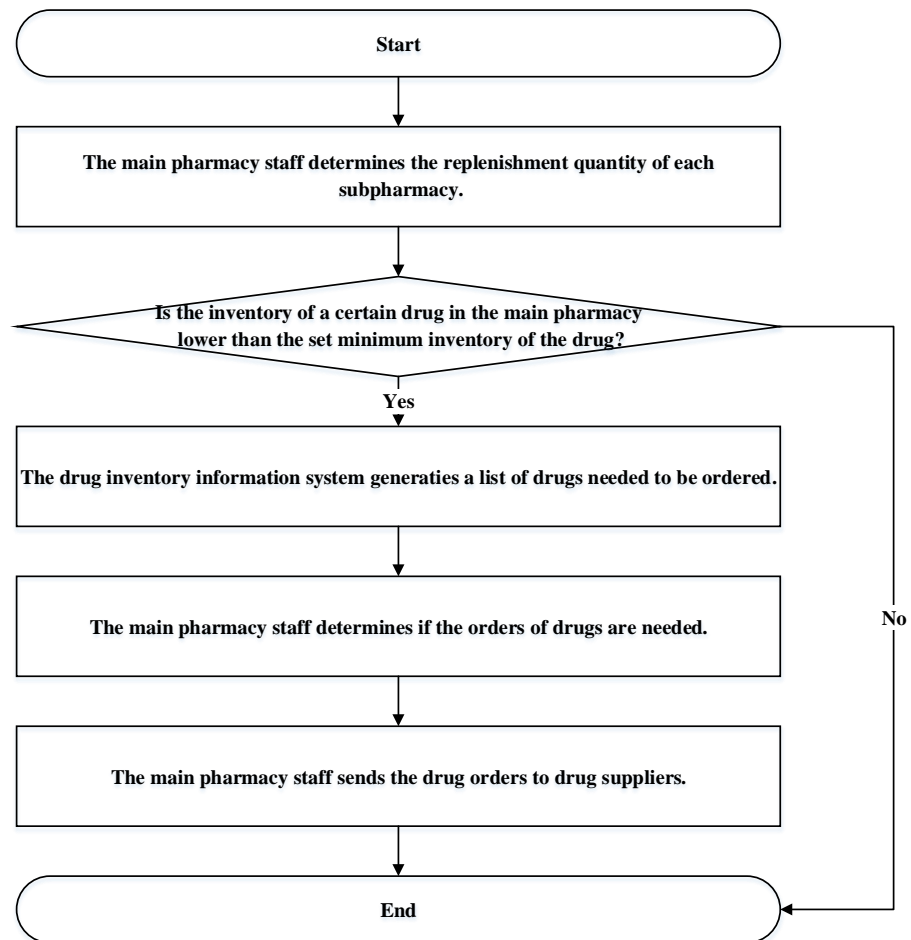 Start
The main pharmacy staff determines the replenishment quantity of each
subpharmacy.
Is the inventory of a certain drug in the main pharmacy
lower than the set minimum inventory of the drug?
Yes
The drug inventory information system generaties a list of drugs needed to be ordered.
The main pharmacy staff determines if the orders of drugs are needed.
No
The main pharmacy staff sends the drug orders to drug suppliers.
End